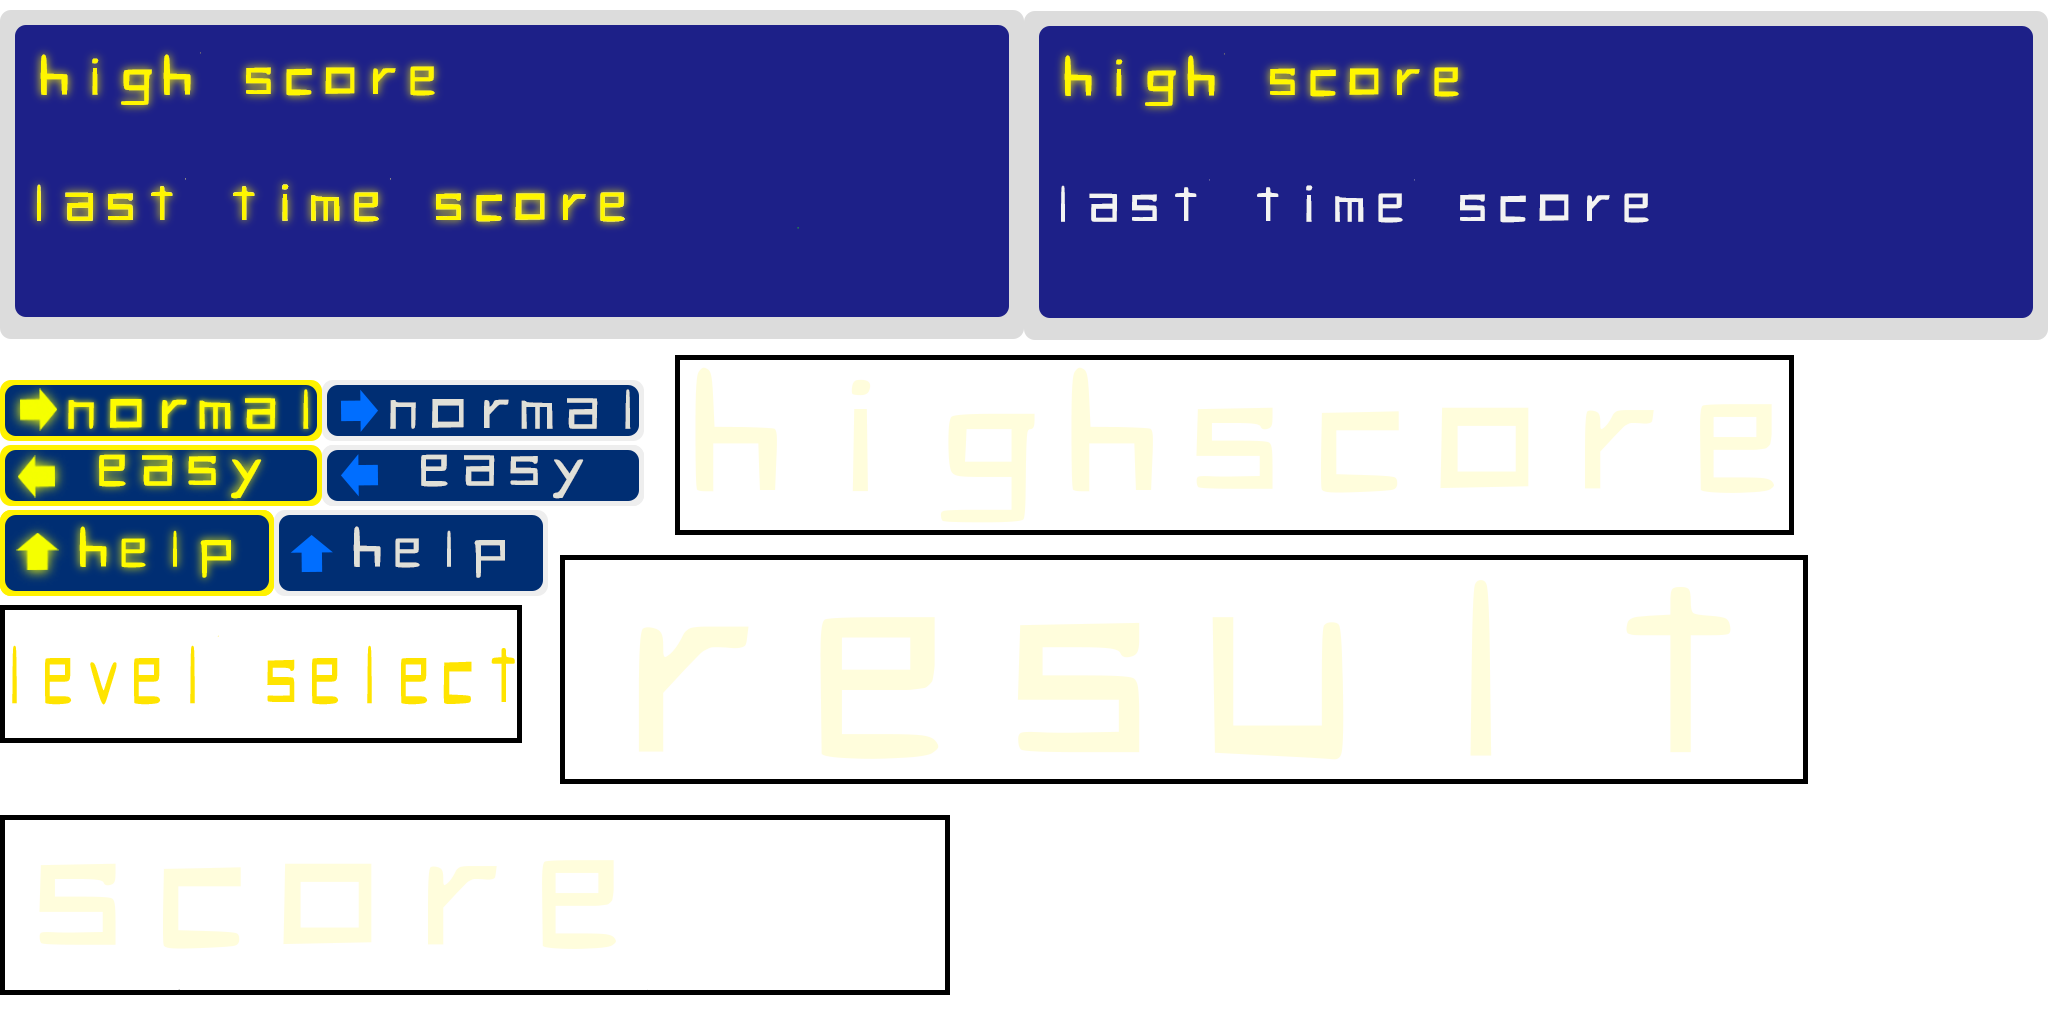 high score
last time score
high score
last time score
normal
normal
easy
easy
help
help
highscore
level select
result
score